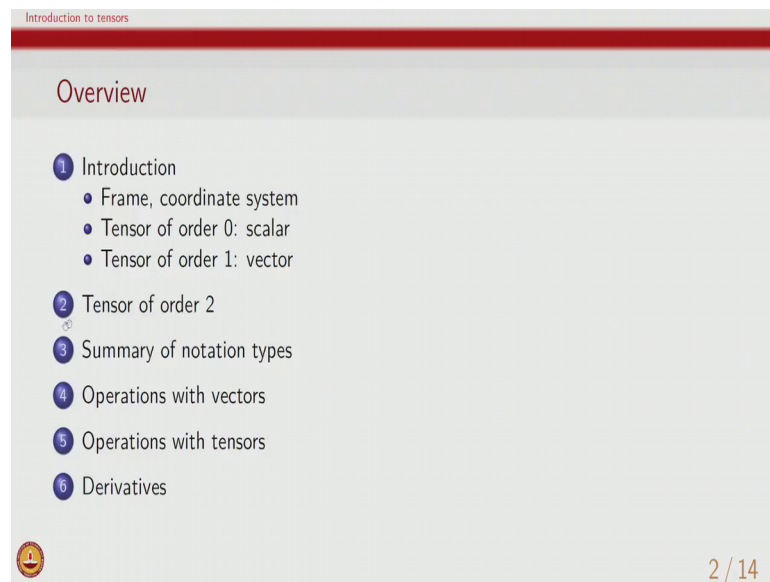 Introduction to tensors
Overview
1 Introduction
Frame, coordinate system
Tensor of order 0: scalar
Tensor of order 1: vector
2 Tensor of order 2
3 Summary of notation types
4 Operations with vectors
5 Operations with tensors
6 Derivatives
2 / 14